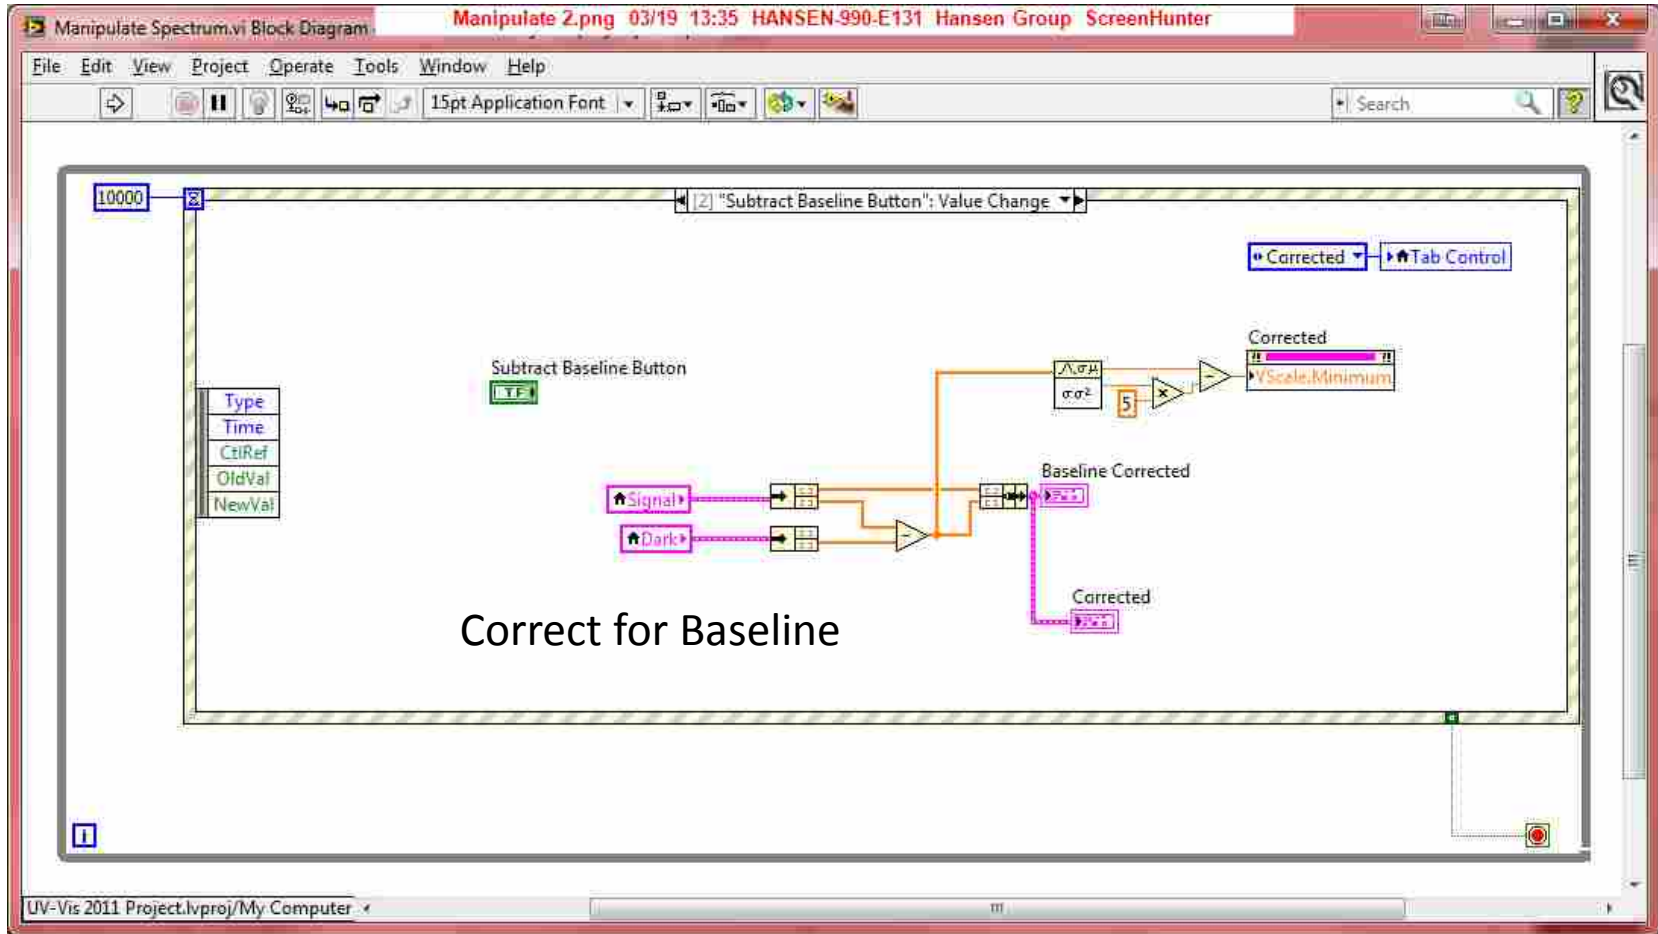 Manipulate Spectrum.vi Block Diagram
Manipulate 2.png 03/19 13:35 HANSEN-990-E131 Hansen Group ScreenHunter
File Edit View Project Operate Tools Window Help
15pt Application Font
Search
10000
[2] "Subtract Baseline Button": Value Change
Corrected
Tab Control
Corrected
YScale.Minimum
Subtract Baseline Button
TF
σ μ
σ σ²
5
×
-
Type
Time
CtlRef
OldVal
NewVal
Baseline Corrected
Signal
Dark
-
Corrected
Correct for Baseline
i
UV-Vis 2011 Project.lvproj/My Computer